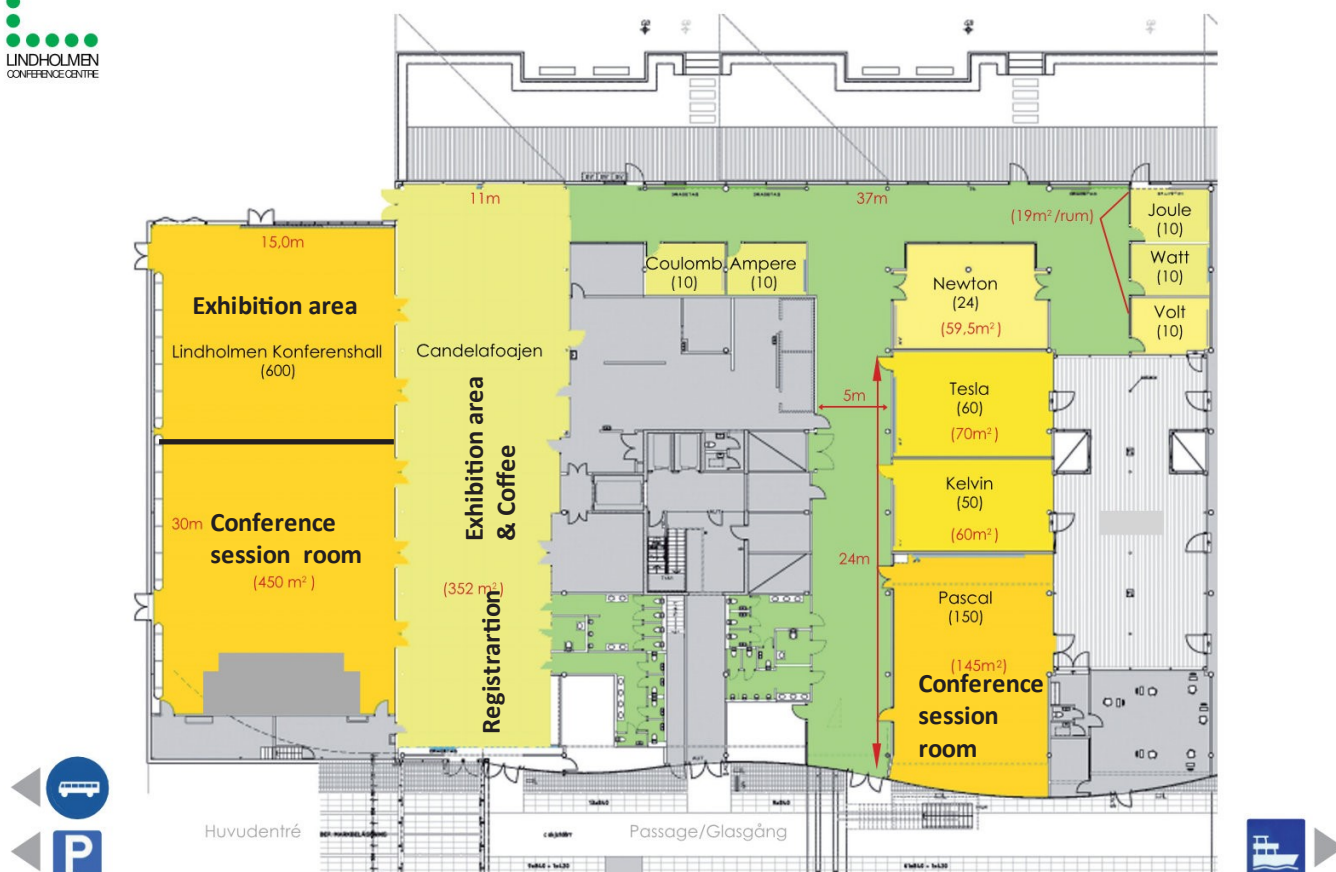 LINDHOLMEN
CONFERENCE CENTRE
11m
37m
15,0m
(19m²/rum)
Joule
(10)
Watt
(10)
Volt
(10)
Coulomb
(10)
Ampere
(10)
Newton
(24)
(59,5m²)
Exhibition area
Lindholmen Konferenshall
(600)
Candelafoajen
Exhibition area
& Coffee
5m
Tesla
(60)
(70m²)
Kelvin
(50)
(60m²)
30m
Conference
session room
(450 m²)
(352 m²)
Registrartion
24m
Pascal
(150)
(145m²)
Conference
session
room
Huvudentré
Passage/Glasgång
P